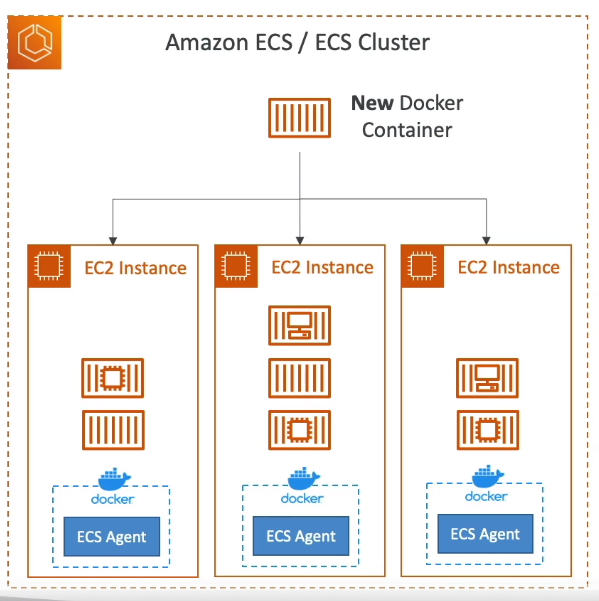 Amazon ECS / ECS Cluster
New Docker
Container
EC2 Instance
EC2 Instance
EC2 Instance
docker
docker
docker
ECS Agent
ECS Agent
ECS Agent